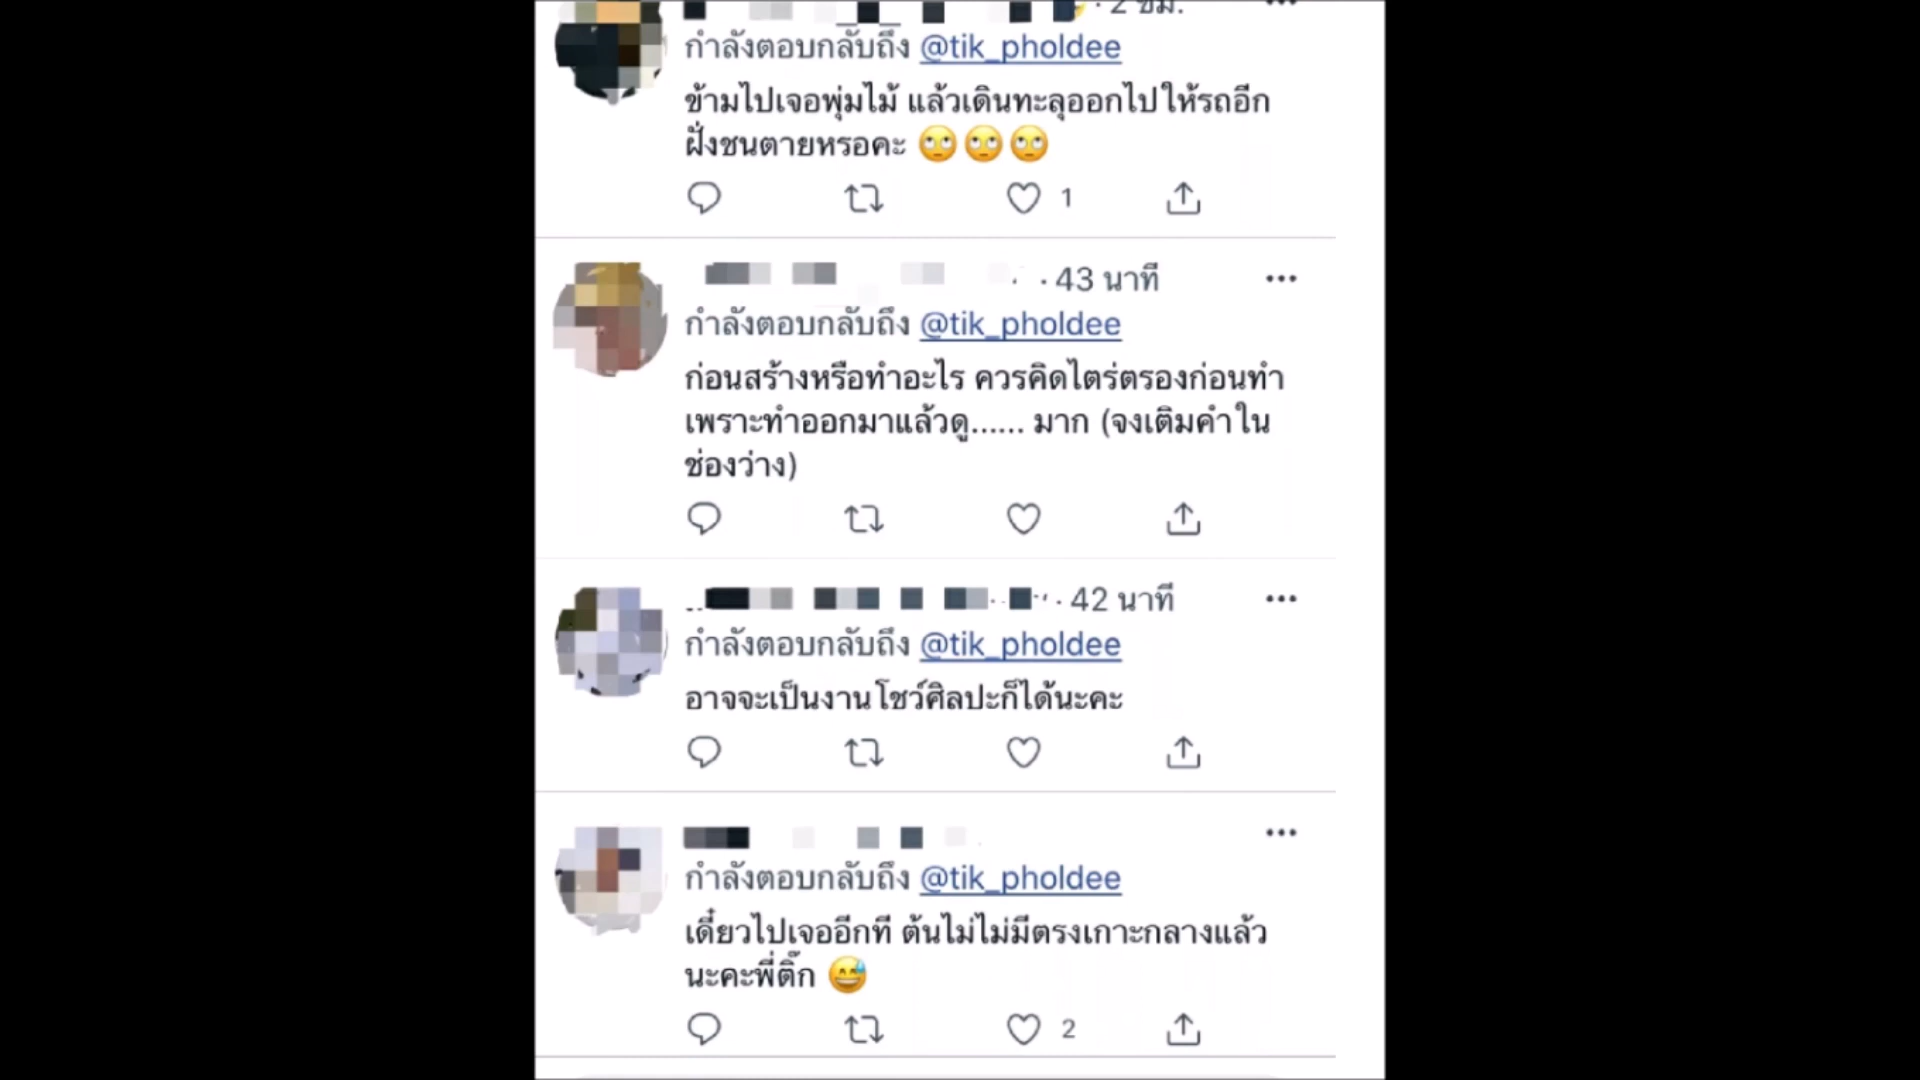 · 2 ชม.
กำลังตอบกลับถึง @tik_pholdee
ข้ามไปเจอพุ่มไม้ แล้วเดินทะลุออกไปให้รถอีก
ฝั่งชนตายหรอคะ 🙄🙄🙄
1
· 43 นาที
กำลังตอบกลับถึง @tik_pholdee
ก่อนสร้างหรือทำอะไร ควรคิดไตร่ตรองก่อนทำ
เพราะทำออกมาแล้วดู...... มาก (จงเติมคำใน
ช่องว่าง)
· 42 นาที
กำลังตอบกลับถึง @tik_pholdee
อาจจะเป็นงานโชว์ศิลปะก็ได้นะคะ
กำลังตอบกลับถึง @tik_pholdee
เดี๋ยวไปเจออีกที ต้นไม่ไม่มีตรงเกาะกลางแล้ว
นะคะพี่ติ๊ก 😅
2